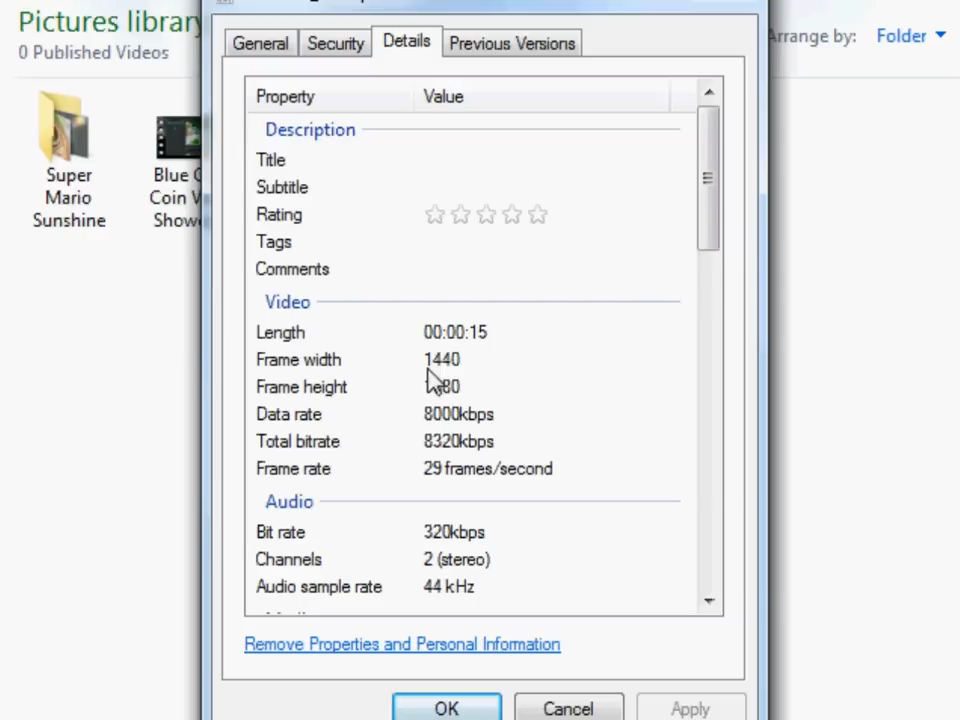 Pictures library
0 Published Videos
Arrange by: Folder
Super
Mario
Sunshine
Blue
Coin
Show
General Security Details Previous Versions
Property Value
Description
Title
Subtitle
Rating
Tags
Comments
Video
Length 00:00:15
Frame width 1440
Frame height
Data rate 8000kbps
Total bitrate 8320kbps
Frame rate 29 frames/second
Audio
Bit rate 320kbps
Channels 2 (stereo)
Audio sample rate 44 kHz
Remove Properties and Personal Information
OK Cancel Apply